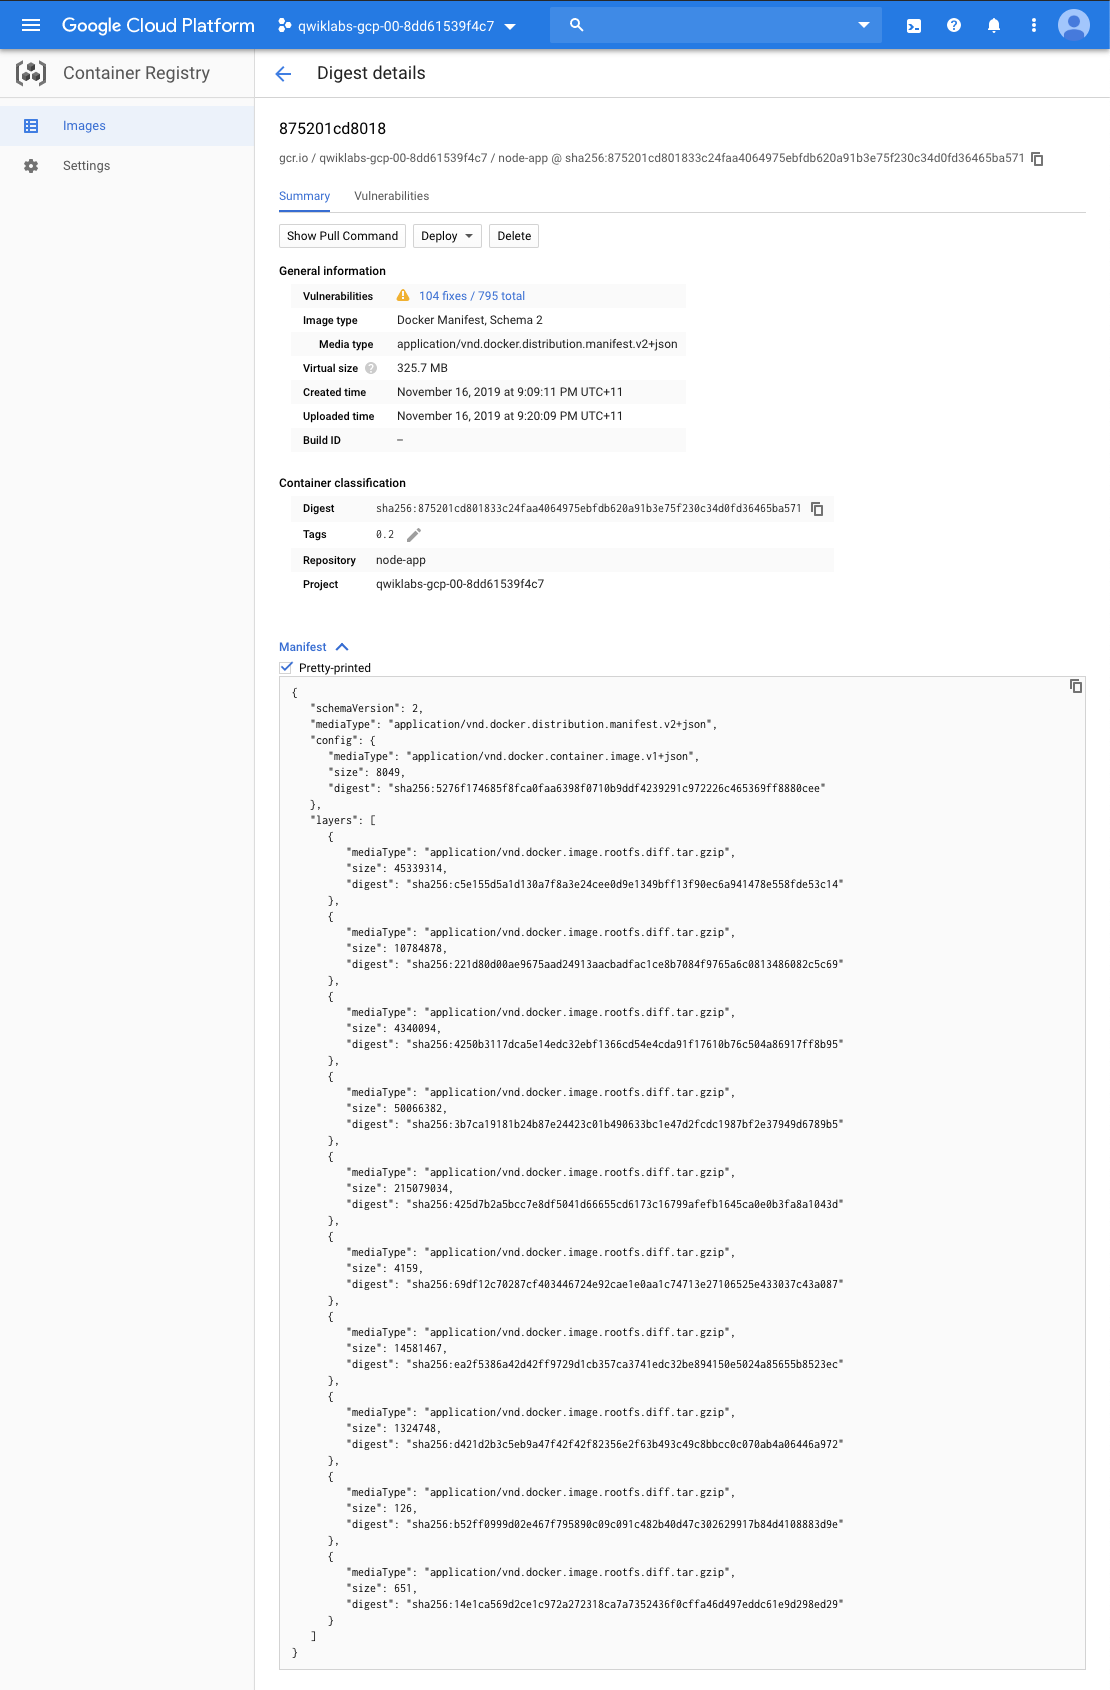 Google Cloud Platform
qwiklabs-gcp-00-8dd61539f4c7
Container Registry
Digest details
Images
Settings
875201cd8018
gcr.io / qwiklabs-gcp-00-8dd61539f4c7 / node-app @ sha256:875201cd801833c24faa4064975ebfdb620a91b3e75f230c34d0fd36465ba571
Summary Vulnerabilities
Show Pull Command Deploy Delete
General information
Vulnerabilities 104 fixes / 795 total
Image type Docker Manifest, Schema 2
Media type application/vnd.docker.distribution.manifest.v2+json
Virtual size 325.7 MB
Created time November 16, 2019 at 9:09:11 PM UTC+11
Uploaded time November 16, 2019 at 9:20:09 PM UTC+11
Build ID –
Container classification
Digest sha256:875201cd801833c24faa4064975ebfdb620a91b3e75f230c34d0fd36465ba571
Tags 0.2
Repository node-app
Project qwiklabs-gcp-00-8dd61539f4c7
Manifest
Pretty-printed
{
"schemaVersion": 2,
"mediaType": "application/vnd.docker.distribution.manifest.v2+json",
"config": {
"mediaType": "application/vnd.docker.container.image.v1+json",
"size": 8049,
"digest": "sha256:5276f174685f8fca0faa6398f0710b9ddf4239291c972226c465369ff8880cee"
},
"layers": [
{
"mediaType": "application/vnd.docker.image.rootfs.diff.tar.gzip",
"size": 45339314,
"digest": "sha256:c5e155d5a1d130a7f8a3e24cee0d9e1349bff13f90ec6a941478e558fde53c14"
},
{
"mediaType": "application/vnd.docker.image.rootfs.diff.tar.gzip",
"size": 10784878,
"digest": "sha256:221d80d00ae9675aad24913aacbadfac1ce8b7084f9765a6c0813486082c5c69"
},
{
"mediaType": "application/vnd.docker.image.rootfs.diff.tar.gzip",
"size": 4340094,
"digest": "sha256:4250b3117dca5e14edc32ebf1366cd54e4cda91f17610b76c504a86917ff8b95"
},
{
"mediaType": "application/vnd.docker.image.rootfs.diff.tar.gzip",
"size": 50066382,
"digest": "sha256:3b7ca19181b24b87e24423c01b490633bc1e47d2fcdc1987bf2e37949d6789b5"
},
{
"mediaType": "application/vnd.docker.image.rootfs.diff.tar.gzip",
"size": 215079034,
"digest": "sha256:425d7b2a5bcc7e8df5041d66655cd6173c16799afefb1645ca0e0b3fa8a1043d"
},
{
"mediaType": "application/vnd.docker.image.rootfs.diff.tar.gzip",
"size": 4159,
"digest": "sha256:69df12c70287cf403446724e92cae1e0aa1c74713e27106525e433037c43a087"
},
{
"mediaType": "application/vnd.docker.image.rootfs.diff.tar.gzip",
"size": 14581467,
"digest": "sha256:ea2f5386a42d42ff9729d1cb357ca3741edc32be894150e5024a85655b8523ec"
},
{
"mediaType": "application/vnd.docker.image.rootfs.diff.tar.gzip",
"size": 1324748,
"digest": "sha256:d421d2b3c5eb9a47f42f42f82356e2f63b493c49c8bbcc0c070ab4a06446a972"
},
{
"mediaType": "application/vnd.docker.image.rootfs.diff.tar.gzip",
"size": 126,
"digest": "sha256:b52ff0999d02e467f795890c09c091c482b40d47c302629917b84d4108883d9e"
},
{
"mediaType": "application/vnd.docker.image.rootfs.diff.tar.gzip",
"size": 651,
"digest": "sha256:14e1ca569d2ce1c972a272318ca7a7352436f0cffa46d497eddc61e9d298ed29"
}
]
}